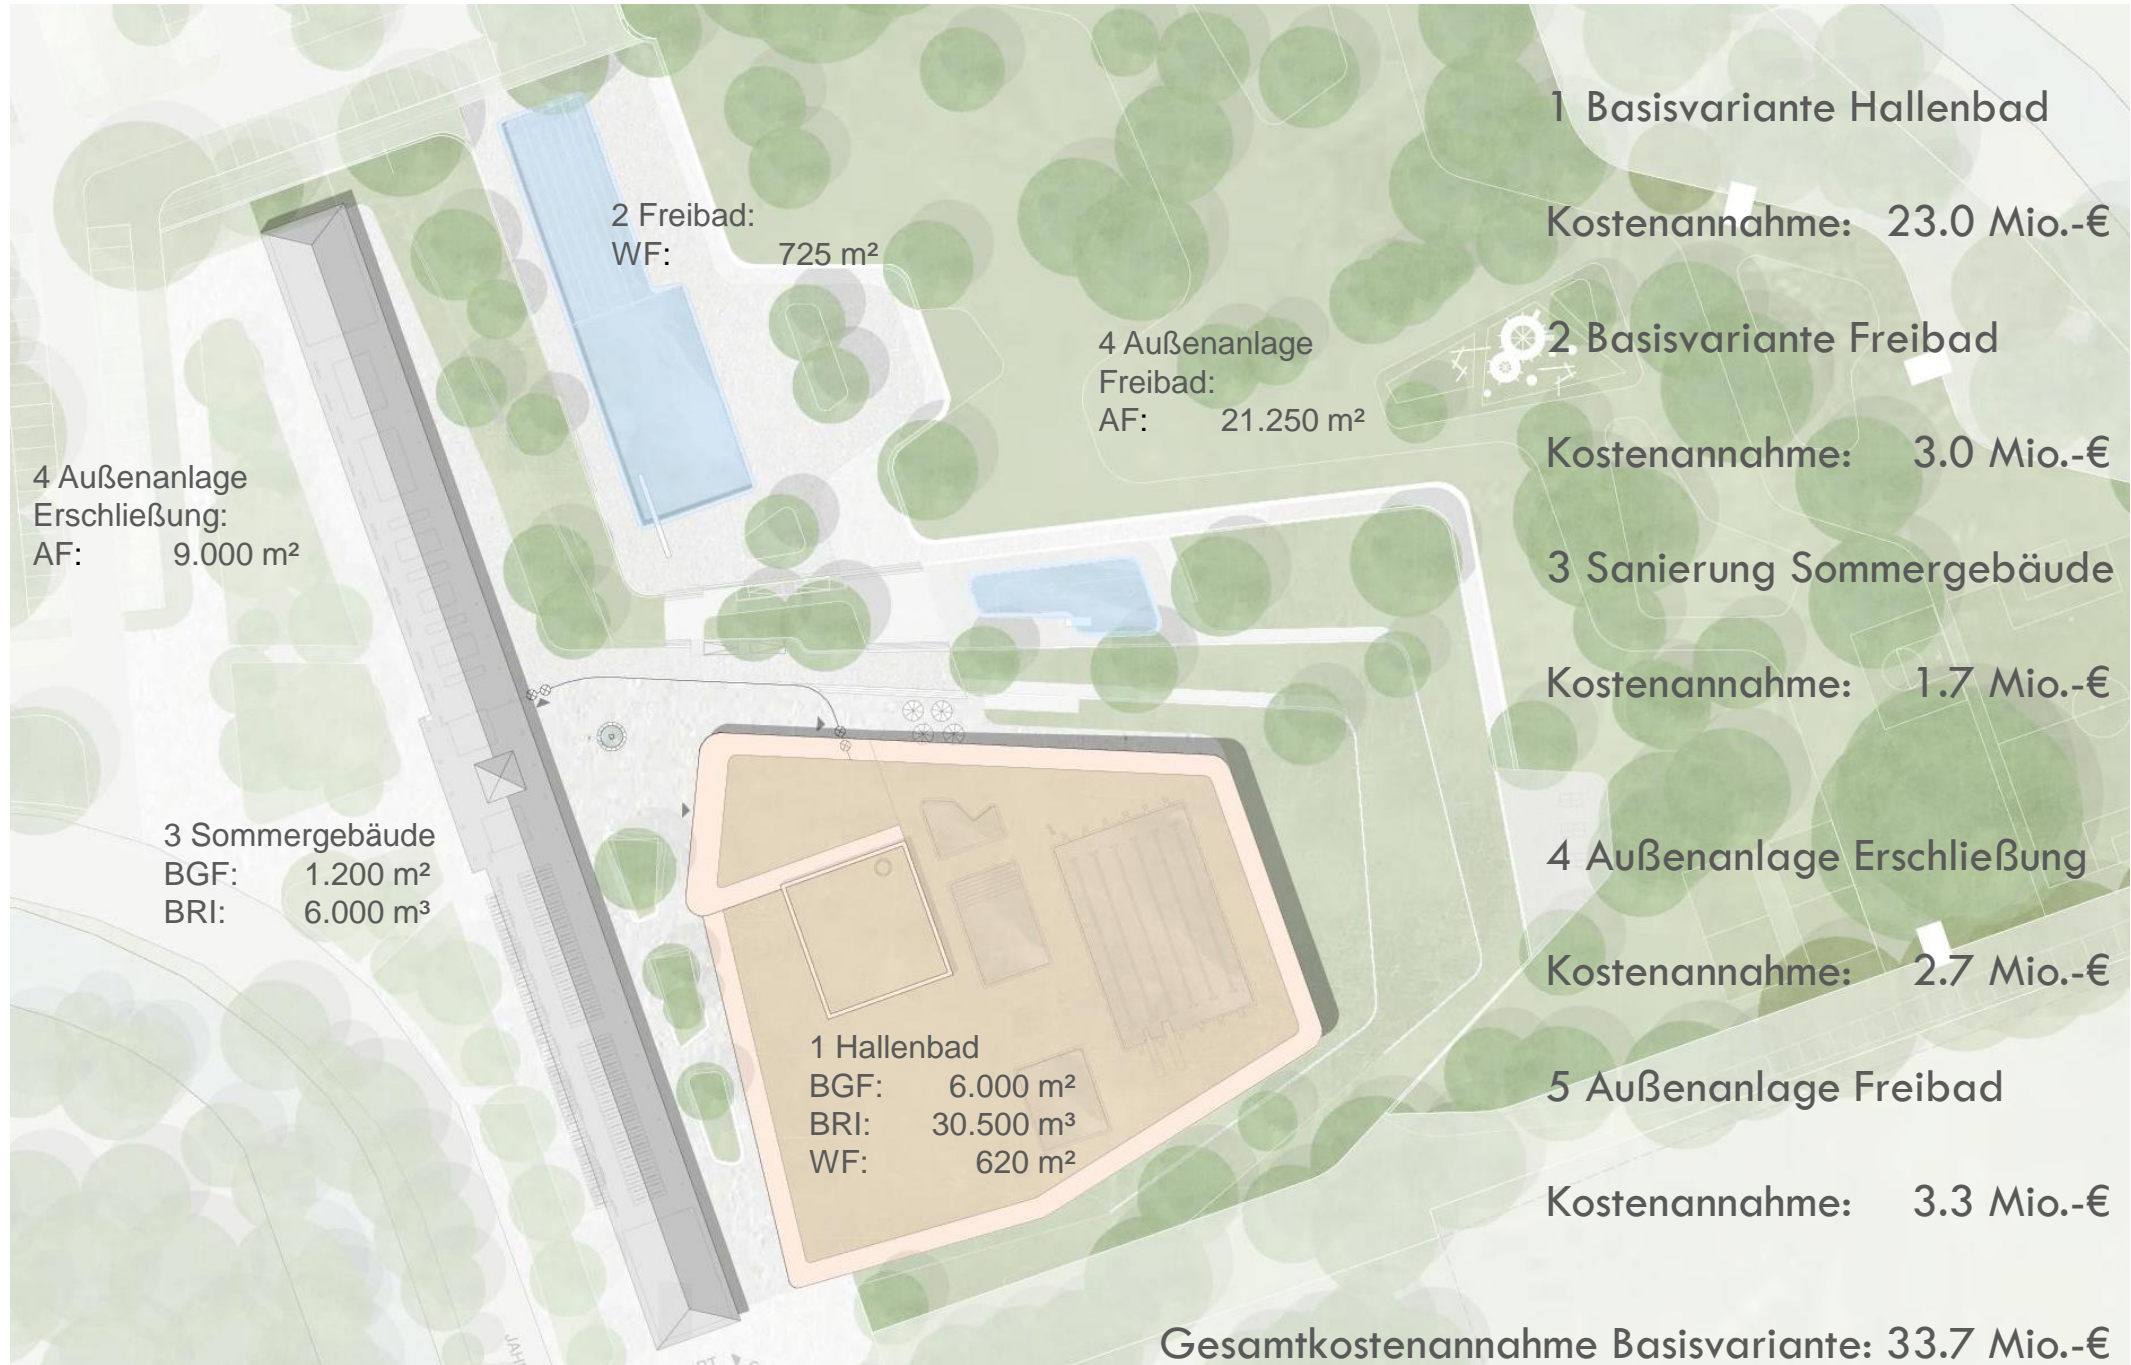 1 Basisvariante Hallenbad
Kostenannahme: 23.0 Mio.-€
2 Basisvariante Freibad
Kostenannahme: 3.0 Mio.-€
3 Sanierung Sommergebäude
Kostenannahme: 1.7 Mio.-€
4 Außenanlage Erschließung
Kostenannahme: 2.7 Mio.-€
5 Außenanlage Freibad
Kostenannahme: 3.3 Mio.-€
Gesamtkostenannahme Basisvariante: 33.7 Mio.-€
2 Freibad:
WF: 725 m²
4 Außenanlage
Freibad:
AF: 21.250 m²
4 Außenanlage
Erschließung:
AF: 9.000 m²
3 Sommergebäude
BGF: 1.200 m²
BRI: 6.000 m³
1 Hallenbad
BGF: 6.000 m²
BRI: 30.500 m³
WF: 620 m²